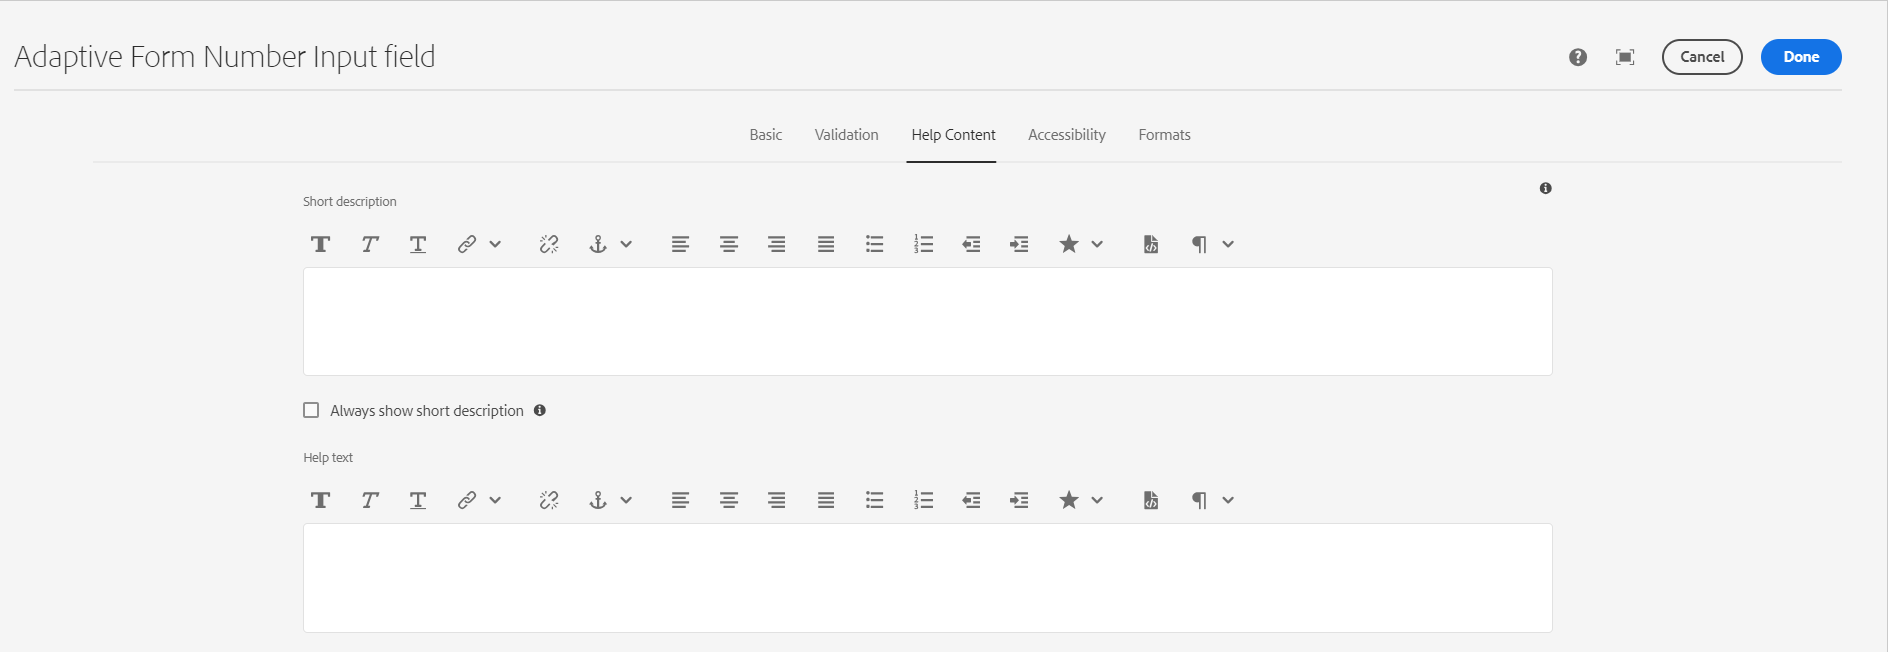 Adaptive Form Number Input field
Cancel
Done
Basic
Validation
Help Content
Accessibility
Formats
Short description
Always show short description
Help text